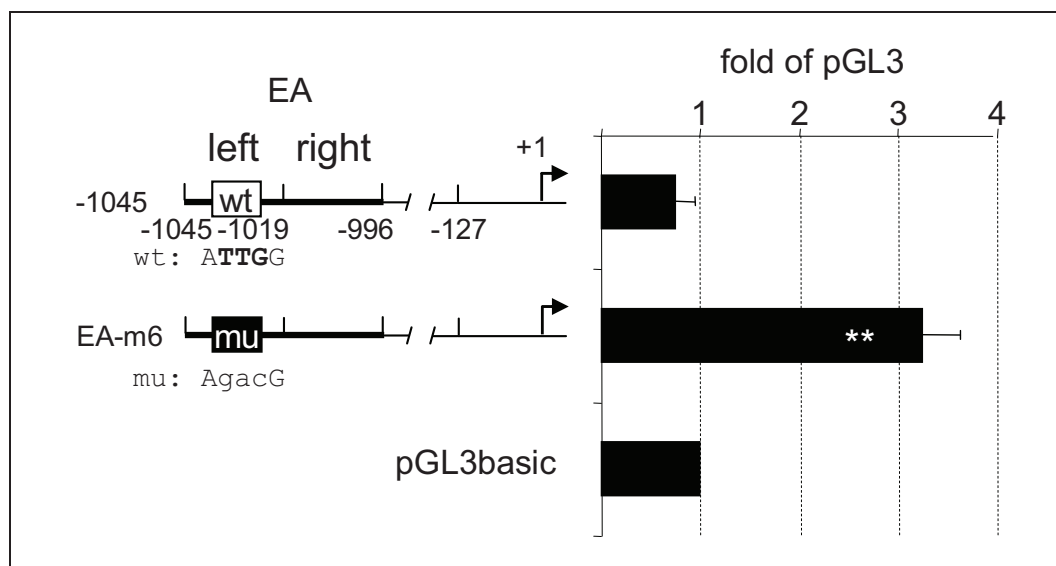 fold of pGL3
1 2 3 4
EA
left right
+1
-1045 wt
-1045 -1019 -996 -127
wt: ATTGG
EA-m6 mu
**
mu: AgacG
pGL3basic